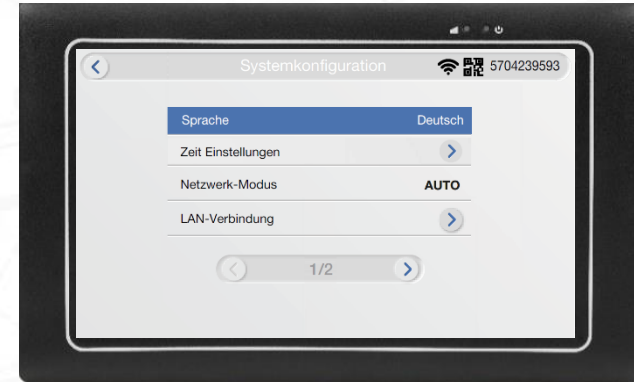 Systemkonfiguration 5704239593
Sprache Deutsch
Zeit Einstellungen
Netzwerk-Modus AUTO
LAN-Verbindung
1/2